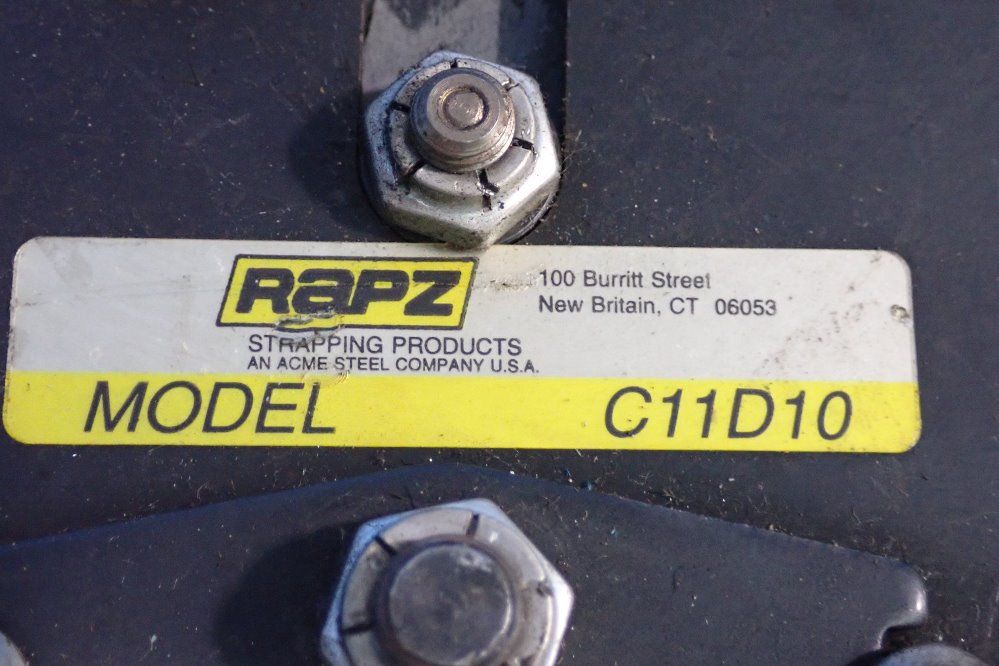 RAPZ
100 Burritt Street
New Britain, CT 06053
STRAPPING PRODUCTS
AN ACME STEEL COMPANY U.S.A.
MODEL C11D10